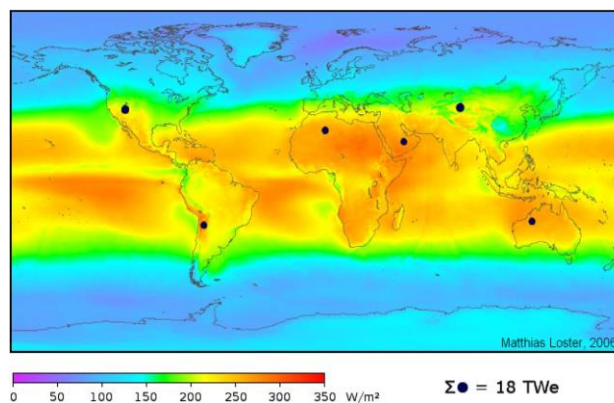 Matthias Loster, 2006
0 50 100 150 200 250 300 350 W/m²
Σ● = 18 TWe